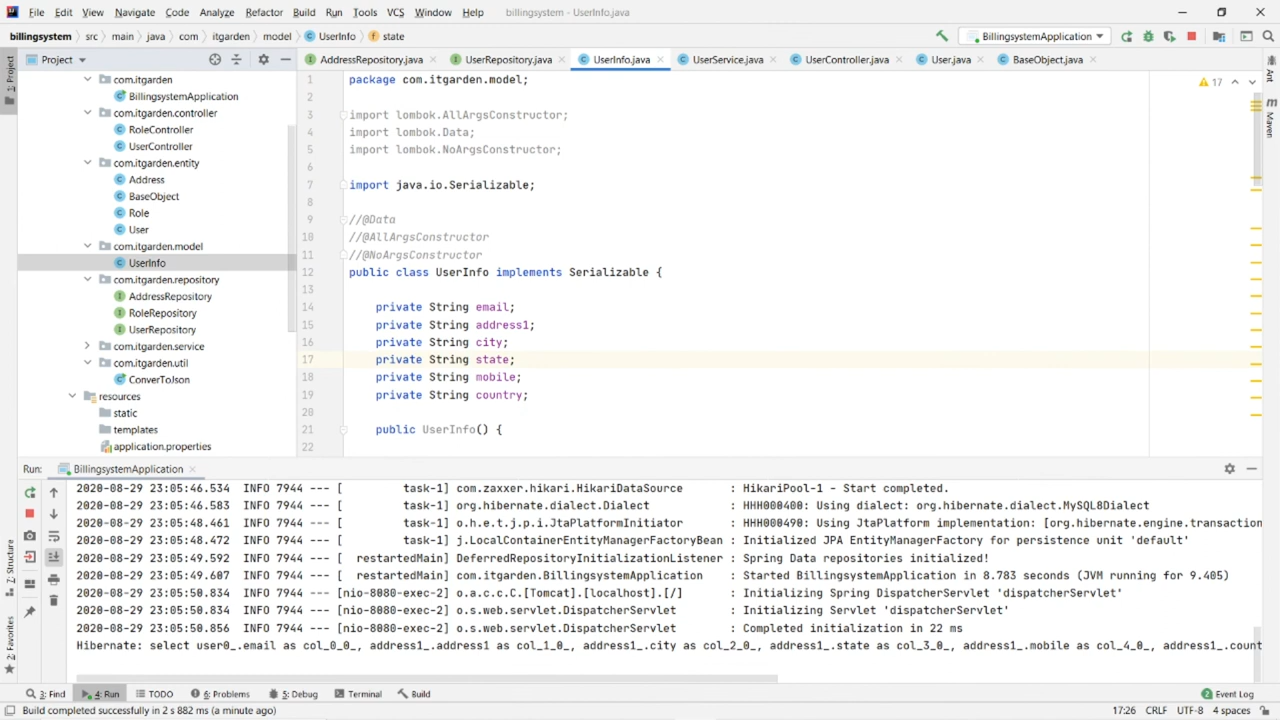 File Edit View Navigate Code Analyze Refactor Build Run Tools VCS Window Help billingsystem - UserInfo.java
billingsystem src main java com itgarden model UserInfo state BillingsystemApplication
Project
AddressRepository.java UserRepository.java UserInfo.java UserService.java UserController.java User.java BaseObject.java
1: Project
com.itgarden
BillingsystemApplication
com.itgarden.controller
RoleController
UserController
com.itgarden.entity
Address
BaseObject
Role
User
com.itgarden.model
UserInfo
com.itgarden.repository
AddressRepository
RoleRepository
UserRepository
com.itgarden.service
com.itgarden.util
ConverToJson
resources
static
templates
application.properties
1 package com.itgarden.model;
2
3 import lombok.AllArgsConstructor;
4 import lombok.Data;
5 import lombok.NoArgsConstructor;
6
7 import java.io.Serializable;
8
9 //@Data
10 //@AllArgsConstructor
11 //@NoArgsConstructor
12 public class UserInfo implements Serializable {
13
14 private String email;
15 private String address1;
16 private String city;
17 private String state;
18 private String mobile;
19 private String country;
20
21 public UserInfo() {
22
17
Ant
m Maven
Run: BillingsystemApplication
2020-08-29 23:05:46.534 INFO 7944 --- [ task-1] com.zaxxer.hikari.HikariDataSource : HikariPool-1 - Start completed.
2020-08-29 23:05:46.583 INFO 7944 --- [ task-1] org.hibernate.dialect.Dialect : HHH000400: Using dialect: org.hibernate.dialect.MySQL8Dialect
2020-08-29 23:05:48.461 INFO 7944 --- [ task-1] o.h.e.t.j.p.i.JtaPlatformInitiator : HHH000490: Using JtaPlatform implementation: [org.hibernate.engine.transaction
2020-08-29 23:05:48.472 INFO 7944 --- [ task-1] j.LocalContainerEntityManagerFactoryBean : Initialized JPA EntityManagerFactory for persistence unit 'default'
2020-08-29 23:05:49.592 INFO 7944 --- [ restartedMain] DeferredRepositoryInitializationListener : Spring Data repositories initialized!
2020-08-29 23:05:49.607 INFO 7944 --- [ restartedMain] com.itgarden.BillingsystemApplication : Started BillingsystemApplication in 8.783 seconds (JVM running for 9.405)
2020-08-29 23:05:50.834 INFO 7944 --- [nio-8080-exec-2] o.a.c.c.C.[Tomcat].[localhost].[/] : Initializing Spring DispatcherServlet 'dispatcherServlet'
2020-08-29 23:05:50.834 INFO 7944 --- [nio-8080-exec-2] o.s.web.servlet.DispatcherServlet : Initializing Servlet 'dispatcherServlet'
2020-08-29 23:05:50.856 INFO 7944 --- [nio-8080-exec-2] o.s.web.servlet.DispatcherServlet : Completed initialization in 22 ms
Hibernate: select user0_.email as col_0_0_, address1_.address1 as col_1_0_, address1_.city as col_2_0_, address1_.state as col_3_0_, address1_.mobile as col_4_0_, address1_.count
Z: Structure
2: Favorites
3: Find 4: Run TODO 6: Problems 5: Debug Terminal Build 2 Event Log
Build completed successfully in 2 s 882 ms (a minute ago) 17:26 CRLF UTF-8 4 spaces